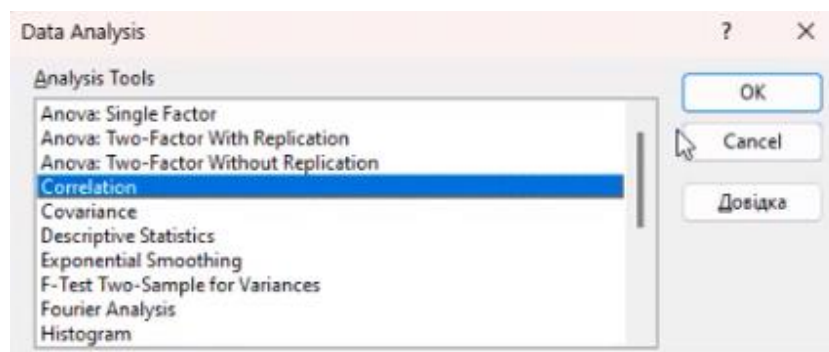 Data Analysis
?
Analysis Tools
Anova: Single Factor
Anova: Two-Factor With Replication
Anova: Two-Factor Without Replication
Correlation
Covariance
Descriptive Statistics
Exponential Smoothing
F-Test Two-Sample for Variances
Fourier Analysis
Histogram
OK
Cancel
Довідка